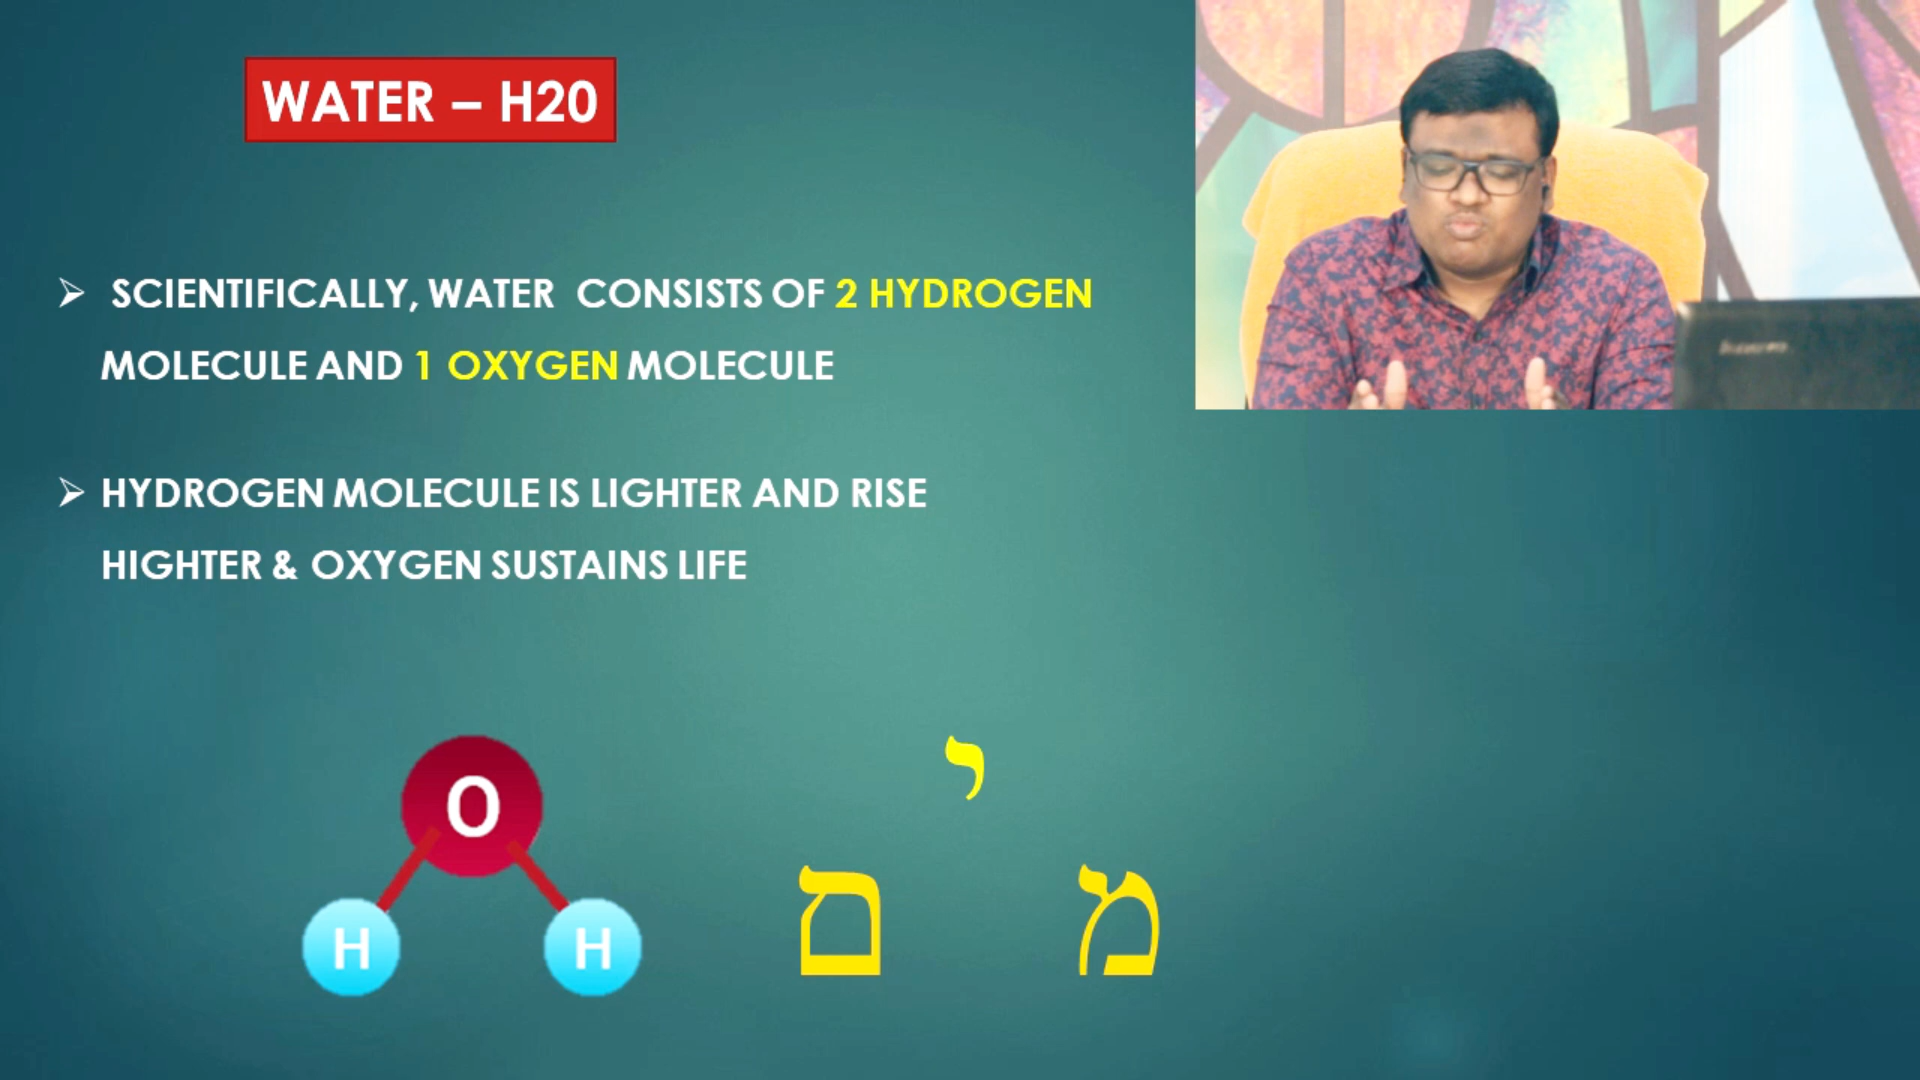 WATER – H20
➢ SCIENTIFICALLY, WATER CONSISTS OF 2 HYDROGEN
MOLECULE AND 1 OXYGEN MOLECULE
➢ HYDROGEN MOLECULE IS LIGHTER AND RISE
HIGHTER & OXYGEN SUSTAINS LIFE
O
H H
י
מ ם